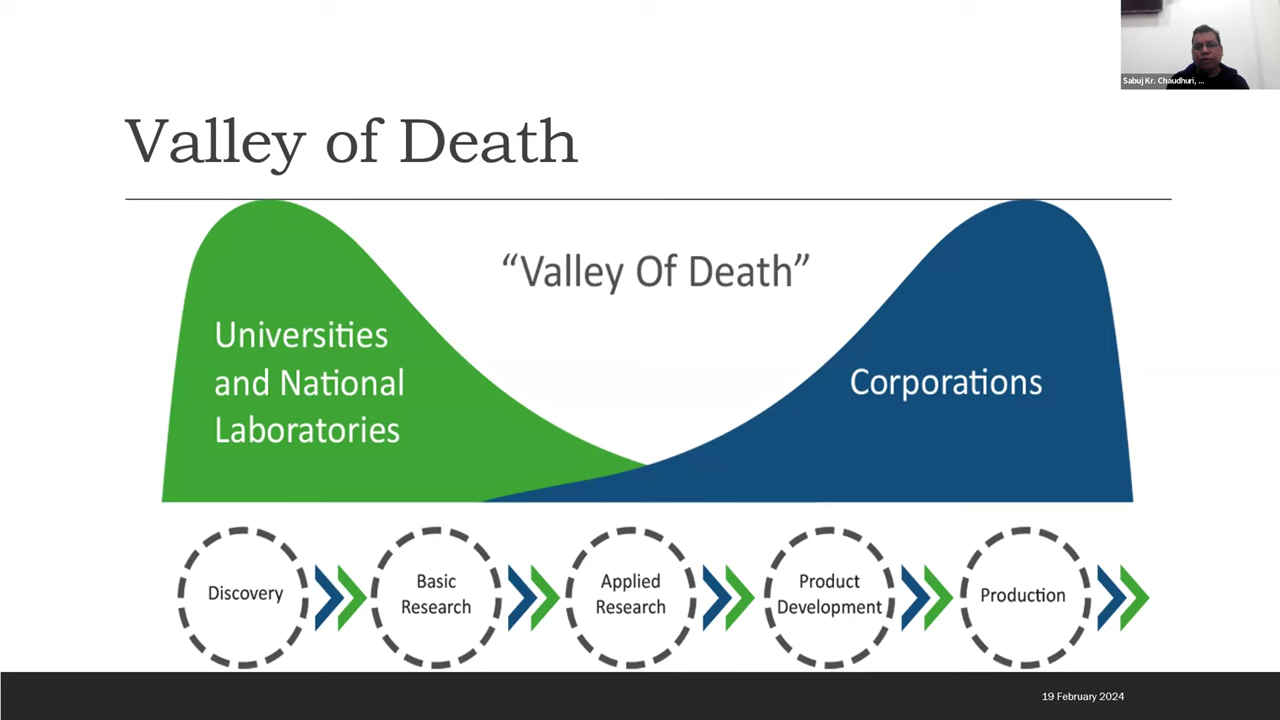 Sabuj Kr. Chaudhuri, ...
Valley of Death
“Valley Of Death”
Universities
and National
Laboratories
Corporations
Discovery
Basic
Research
Applied
Research
Product
Development
Production
19 February 2024